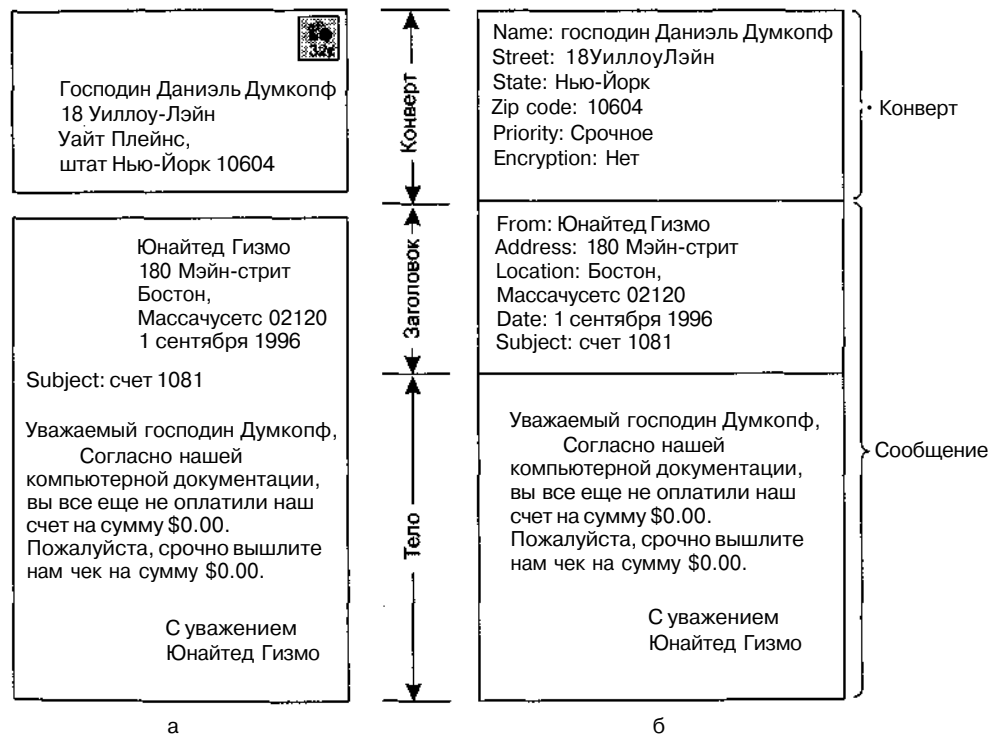 32¢
Господин Даниэль Думкопф
18 Уиллоу-Лэйн
Уайт Плейнс,
штат Нью-Йорк 10604
Юнайтед Гизмо
180 Мэйн-стрит
Бостон,
Массачусетс 02120
1 сентября 1996
Subject: счет 1081
Уважаемый господин Думкопф,
Согласно нашей
компьютерной документации,
вы все еще не оплатили наш
счет на сумму $0.00.
Пожалуйста, срочно вышлите
нам чек на сумму $0.00.
С уважением
Юнайтед Гизмо
а
Конверт
Заголовок
Тело
Name: господин Даниэль Думкопф
Street: 18УиллоуЛэйн
State: Нью-Йорк
Zip code: 10604
Priority: Срочное
Encryption: Нет
From: Юнайтед Гизмо
Address: 180 Мэйн-стрит
Location: Бостон,
Массачусетс 02120
Date: 1 сентября 1996
Subject: счет 1081
Уважаемый господин Думкопф,
Согласно нашей
компьютерной документации,
вы все еще не оплатили наш
счет на сумму $0.00.
Пожалуйста, срочно вышлите
нам чек на сумму $0.00.
С уважением
Юнайтед Гизмо
б
Конверт
Сообщение